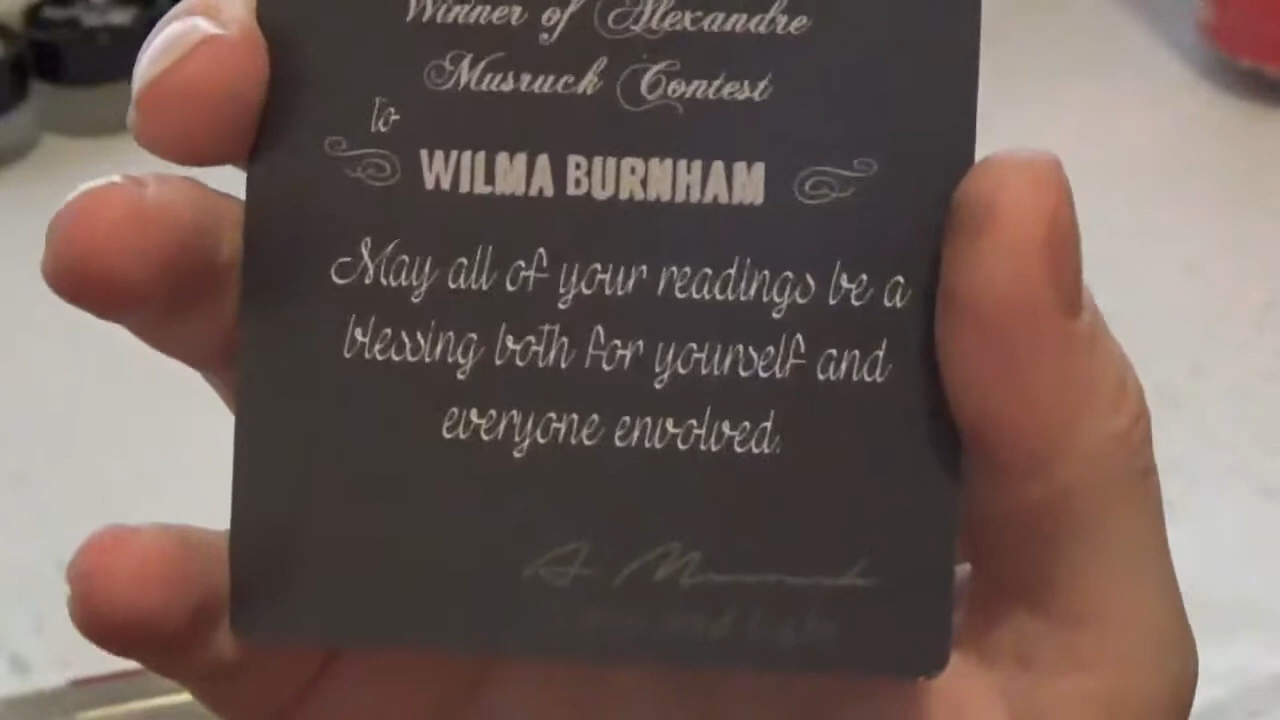 Winner of Alexandre
Musruck Contest
To
WILMA BURNHAM
May all of your readings be a
blessing both for yourself and
everyone envolved.
A. Musruck